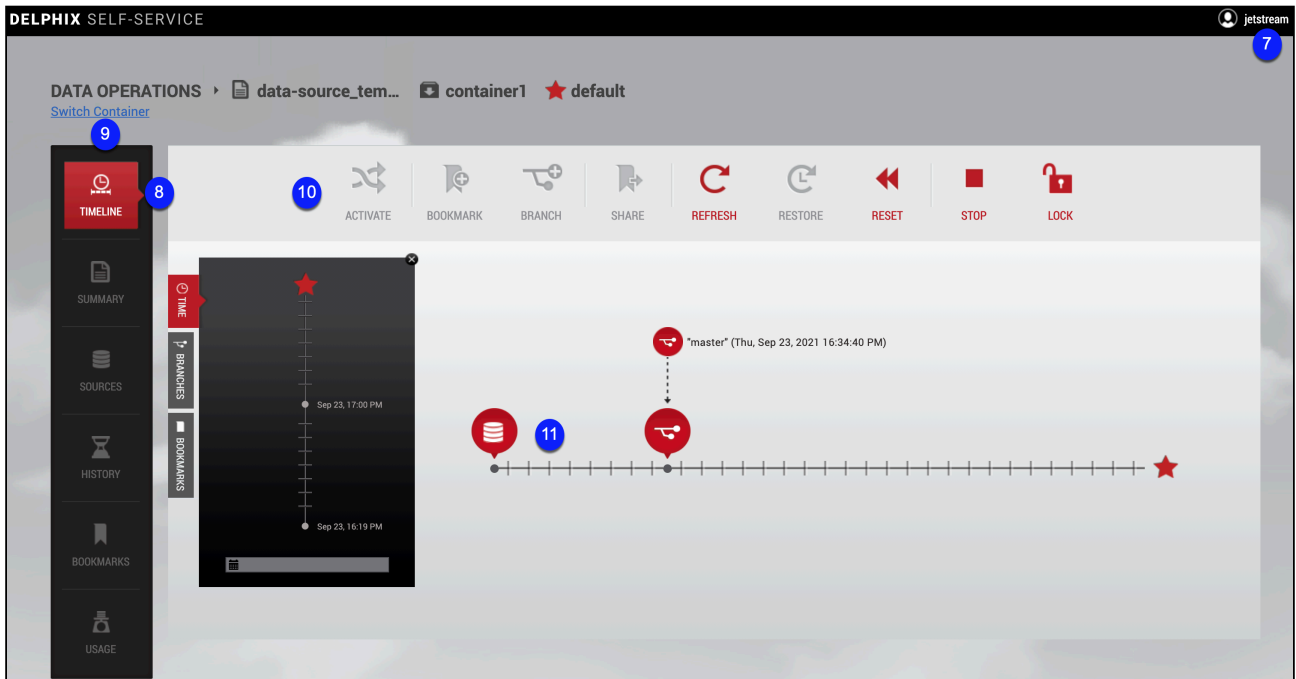 DELPHIX SELF-SERVICE
jetstream
7
DATA OPERATIONS data-source_tem... container1 default
Switch Container
9
TIMELINE
8
10
ACTIVATE
BOOKMARK
BRANCH
SHARE
REFRESH
RESTORE
RESET
STOP
LOCK
SUMMARY
SOURCES
HISTORY
BOOKMARKS
USAGE
TIME
BRANCHES
BOOKMARKS
Sep 23, 17:00 PM
Sep 23, 16:19 PM
"master" (Thu, Sep 23, 2021 16:34:40 PM)
11